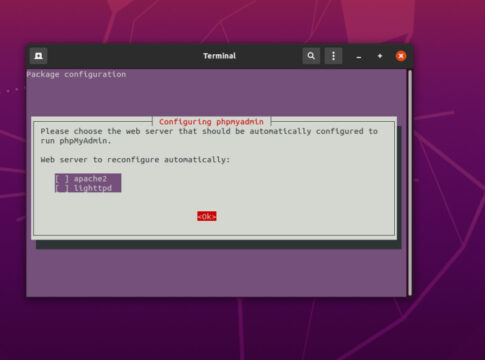 Terminal
Package configuration
Configuring phpmyadmin
Please choose the web server that should be automatically configured to
run phpMyAdmin.
Web server to reconfigure automatically:
[ ] apache2
[ ] lighttpd
<Ok>